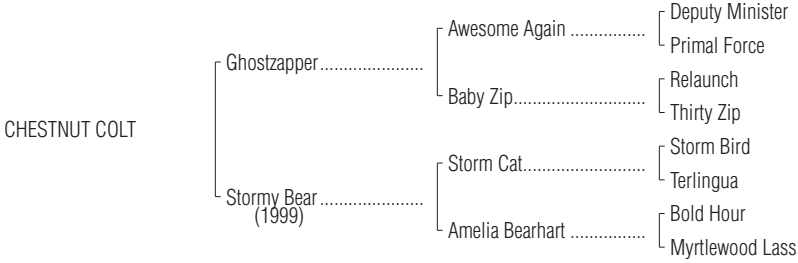 Deputy Minister
Awesome Again ................
Primal Force
Ghostzapper......................
Relaunch
Baby Zip............................
Thirty Zip
CHESTNUT COLT
Storm Bird
Storm Cat..........................
Terlingua
Stormy Bear ......................
(1999)
Bold Hour
Amelia Bearhart ................
Myrtlewood Lass